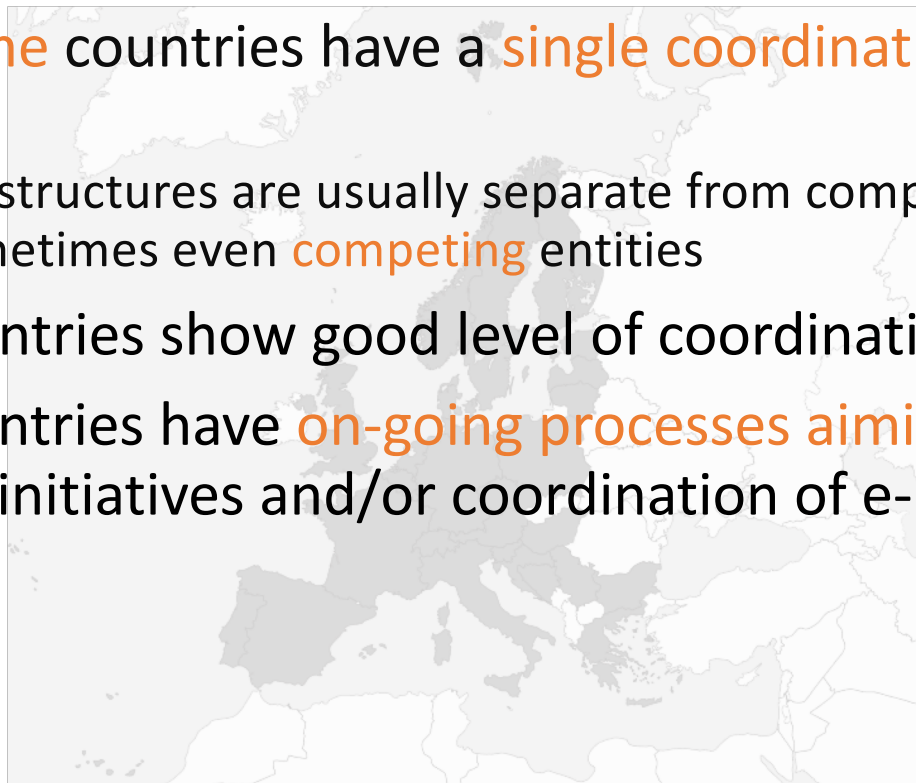 ne countries have a single coordinat
structures are usually separate from comp
netimes even competing entities
ntries show good level of coordinati
ntries have on-going processes aimi
initiatives and/or coordination of e-